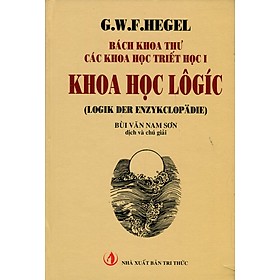 G.W.F.HEGEL
BÁCH KHOA THƯ
CÁC KHOA HỌC TRIẾT HỌC I
KHOA HỌC LÔGÍC
(LOGIK DER ENZYKLOPÄDIE)
BÙI VĂN NAM SƠN
dịch và chú giải
NHÀ XUẤT BẢN TRI THỨC